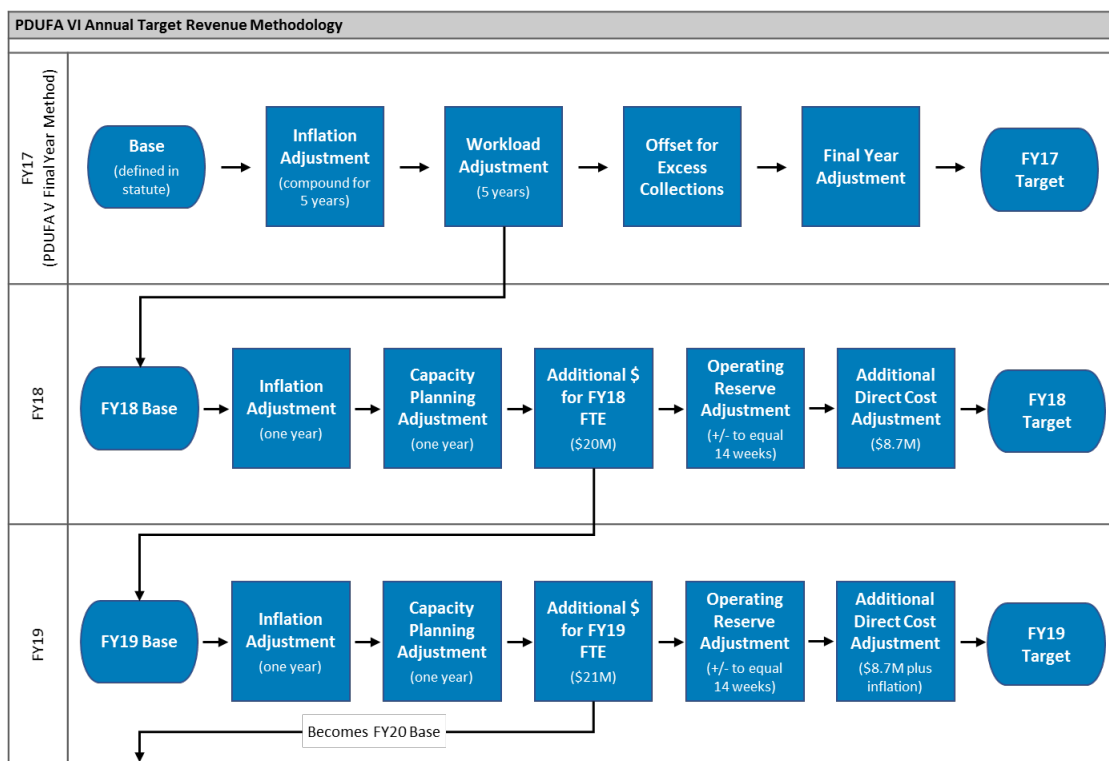 PDUFA VI Annual Target Revenue Methodology
FY17
(PDUFA V Final Year Method)
Base
(defined in
statute)
Inflation
Adjustment
(compound for
5 years)
Workload
Adjustment
(5 years)
Offset for
Excess
Collections
Final Year
Adjustment
FY17
Target
FY18
FY18 Base
Inflation
Adjustment
(one year)
Capacity
Planning
Adjustment
(one year)
Additional $
for FY18
FTE
($20M)
Operating
Reserve
Adjustment
(+/- to equal
14 weeks)
Additional
Direct Cost
Adjustment
($8.7M)
FY18
Target
FY19
FY19 Base
Inflation
Adjustment
(one year)
Capacity
Planning
Adjustment
(one year)
Additional $
for FY19
FTE
($21M)
Operating
Reserve
Adjustment
(+/- to equal
14 weeks)
Additional
Direct Cost
Adjustment
($8.7M plus
inflation)
FY19
Target
Becomes FY20 Base